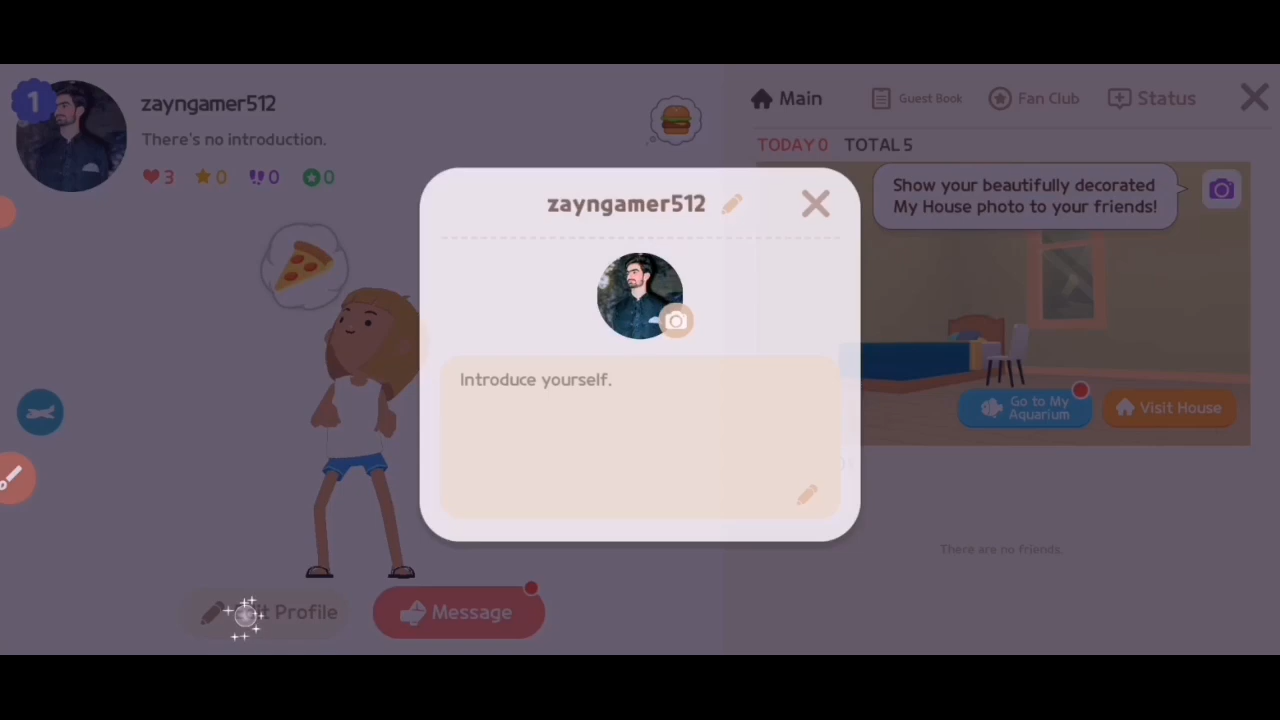 1
zayngamer512
There's no introduction.
3 0 0 0
Main Guest Book Fan Club Status
TODAY 0 TOTAL 5
Show your beautifully decorated
My House photo to your friends!
zayngamer512
Introduce yourself.
Go to My
Aquarium
Visit House
There are no friends.
Edit Profile
Message